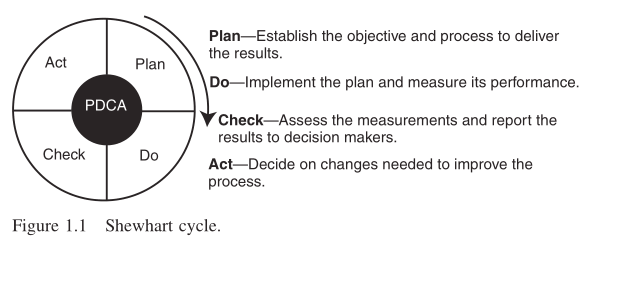 Act
Plan
PDCA
Check
Do
Plan—Establish the objective and process to deliver
the results.
Do—Implement the plan and measure its performance.
Check—Assess the measurements and report the
results to decision makers.
Act—Decide on changes needed to improve the
process.
Figure 1.1 Shewhart cycle.